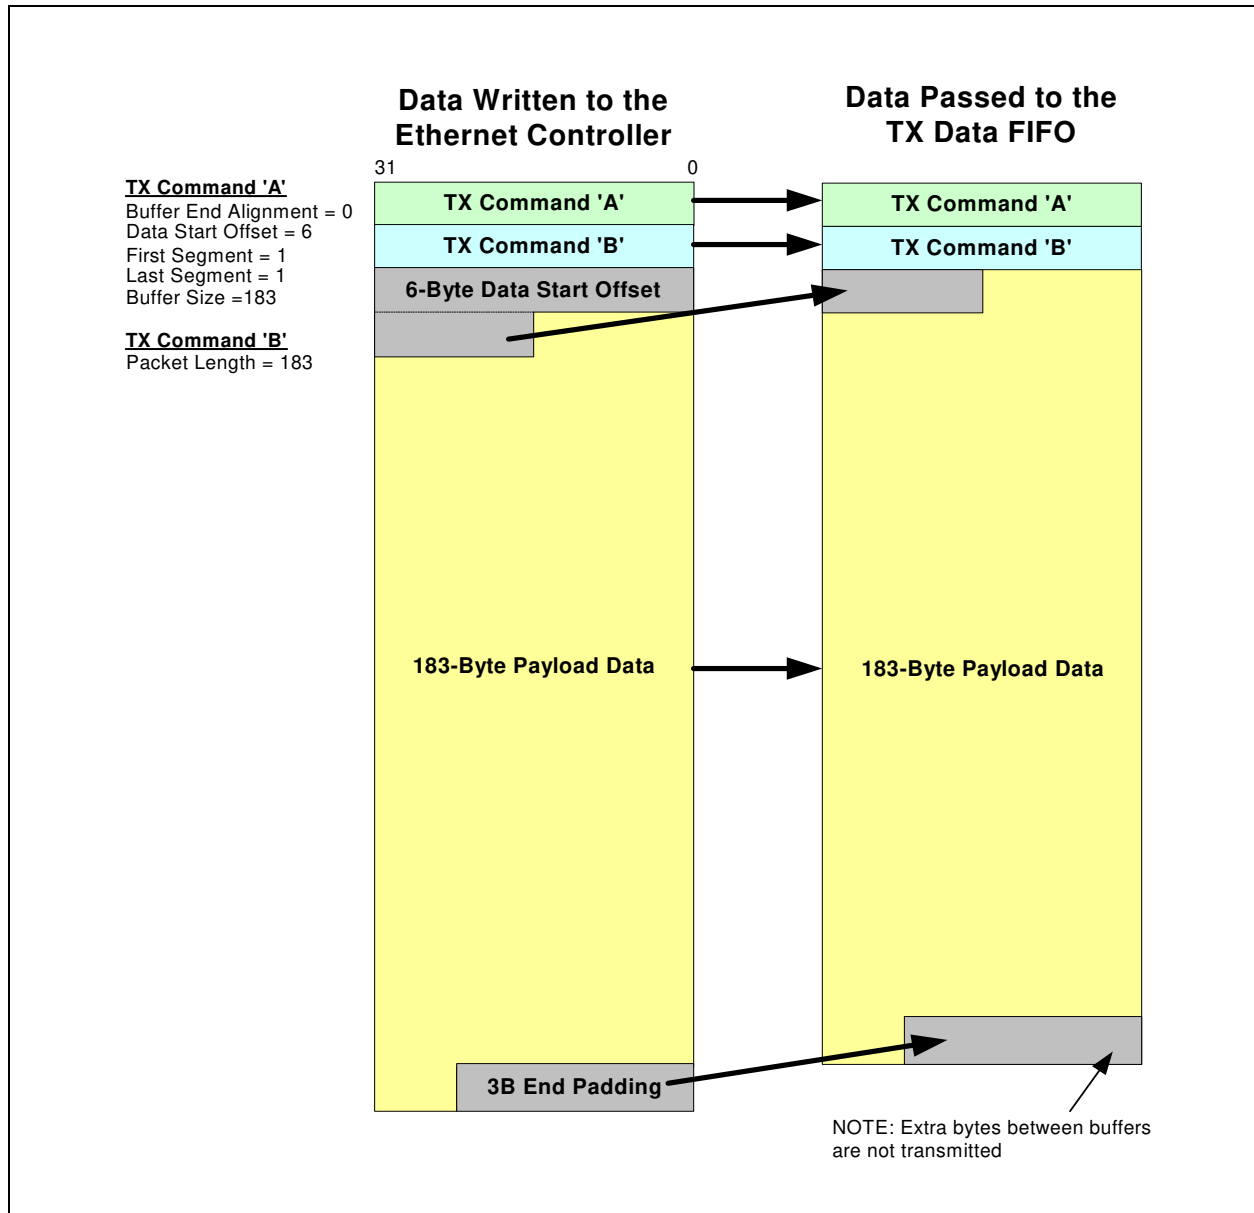 Data Written to the
Ethernet Controller
Data Passed to the
TX Data FIFO
31
0
TX Command 'A'
Buffer End Alignment = 0
Data Start Offset = 6
First Segment = 1
Last Segment = 1
Buffer Size =183
TX Command 'B'
Packet Length = 183
TX Command 'A'
TX Command 'B'
6-Byte Data Start Offset
183-Byte Payload Data
3B End Padding
TX Command 'A'
TX Command 'B'
183-Byte Payload Data
NOTE: Extra bytes between buffers
are not transmitted